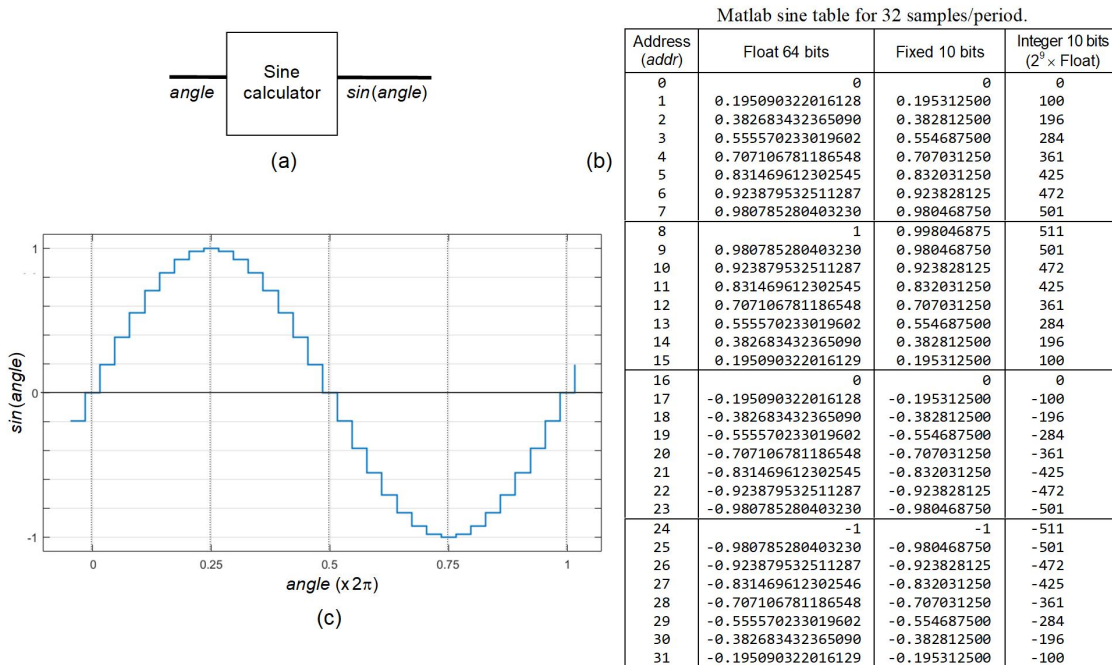 Sine
calculator
angle
sin(angle)
(a)
(b)
Matlab sine table for 32 samples/period.
Address (addr) Float 64 bits Fixed 10 bits Integer 10 bits (2⁹ × Float)
0 0 0 0
1 0.195090322016128 0.195312500 100
2 0.382683432365090 0.382812500 196
3 0.555570233019602 0.554687500 284
4 0.707106781186548 0.707031250 361
5 0.831469612302545 0.832031250 425
6 0.923879532511287 0.923828125 472
7 0.980785280403230 0.980468750 501
8 1 0.998046875 511
9 0.980785280403230 0.980468750 501
10 0.923879532511287 0.923828125 472
11 0.831469612302545 0.832031250 425
12 0.707106781186548 0.707031250 361
13 0.555570233019602 0.554687500 284
14 0.382683432365090 0.382812500 196
15 0.195090322016129 0.195312500 100
16 0 0 0
17 -0.195090322016128 -0.195312500 -100
18 -0.382683432365090 -0.382812500 -196
19 -0.555570233019602 -0.554687500 -284
20 -0.707106781186548 -0.707031250 -361
21 -0.831469612302545 -0.832031250 -425
22 -0.923879532511287 -0.923828125 -472
23 -0.980785280403230 -0.980468750 -501
24 -1 -1 -511
25 -0.980785280403230 -0.980468750 -501
26 -0.923879532511287 -0.923828125 -472
27 -0.831469612302546 -0.832031250 -425
28 -0.707106781186548 -0.707031250 -361
29 -0.555570233019602 -0.554687500 -284
30 -0.382683432365090 -0.382812500 -196
31 -0.195090322016129 -0.195312500 -100
1
0
-1
sin(angle)
0 0.25 0.5 0.75 1
angle (x 2π)
(c)